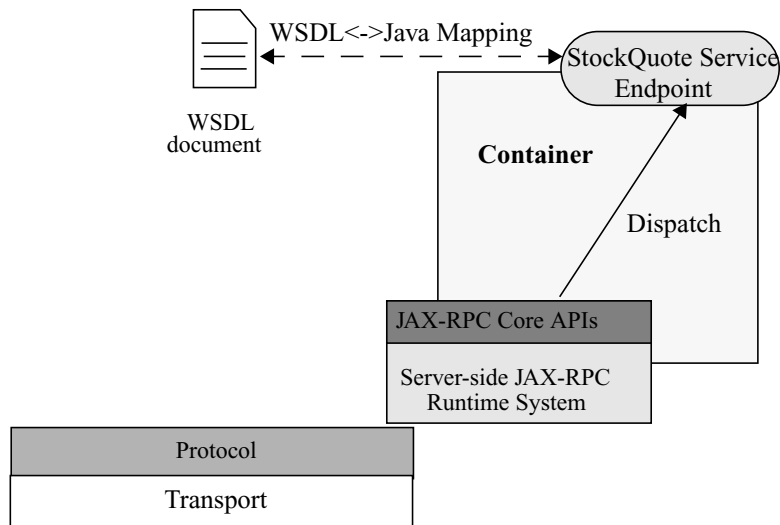 WSDL<->Java Mapping
StockQuote Service
Endpoint
WSDL
document
Container
Dispatch
JAX-RPC Core APIs
Server-side JAX-RPC
Runtime System
Protocol
Transport